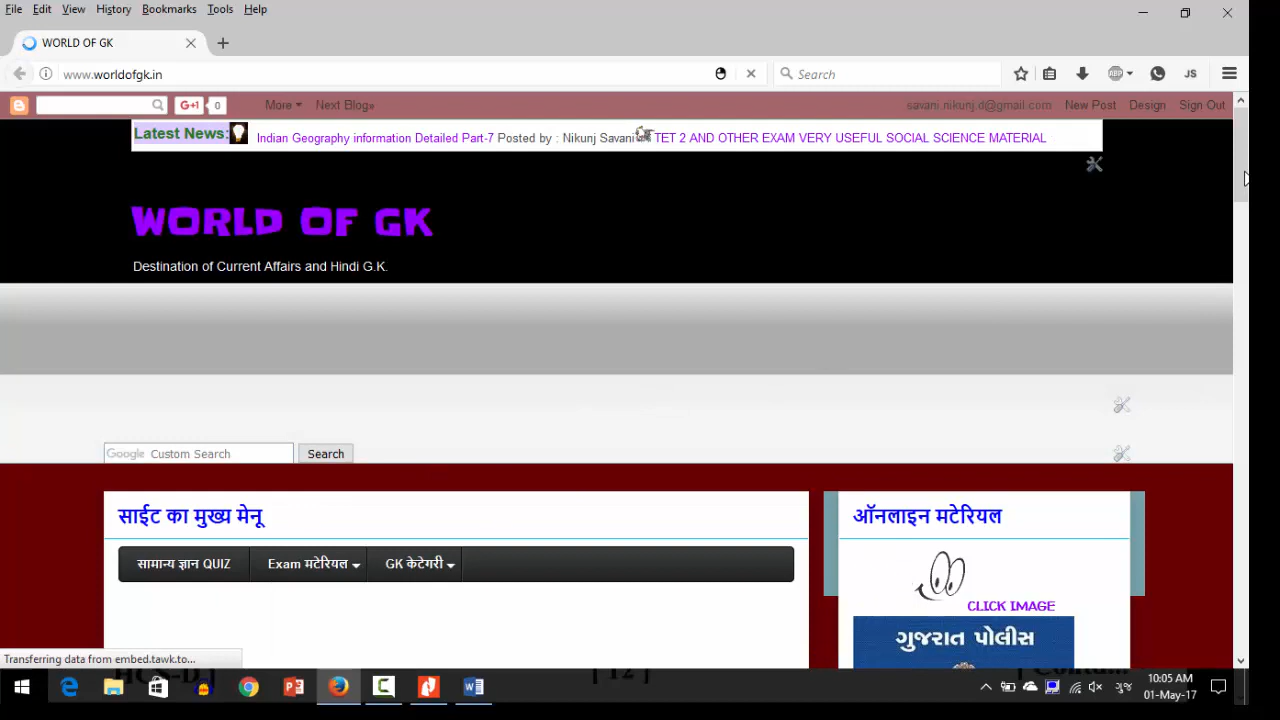 File Edit View History Bookmarks Tools Help
WORLD OF GK
www.worldofgk.in
Search
G+1 0 More Next Blog» savani.nikunj.d@gmail.com New Post Design Sign Out
Latest News: Indian Geography information Detailed Part-7 Posted by : Nikunj Savani TET 2 AND OTHER EXAM VERY USEFUL SOCIAL SCIENCE MATERIAL
WORLD OF GK
Destination of Current Affairs and Hindi G.K.
Google Custom Search Search
साईट का मुख्य मेनू
ऑनलाइन मटेरियल
सामान्य ज्ञान QUIZ Exam मटेरियल GK केटेगरी
CLICK IMAGE
ગુજરાત પોલીસ
Transferring data from embed.tawk.to...
[ 12 ]
10:05 AM
01-May-17